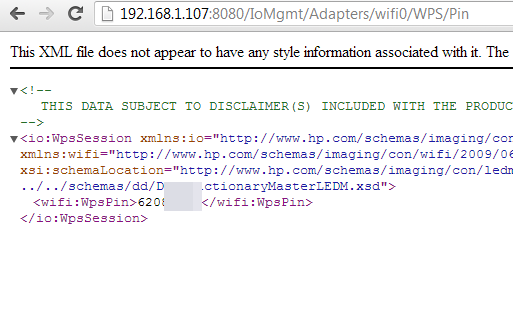 192.168.1.107:8080/IoMgmt/Adapters/wifi0/WPS/Pin
This XML file does not appear to have any style information associated with it. The
▼<!--
THIS DATA SUBJECT TO DISCLAIMER(S) INCLUDED WITH THE PRODUC
-->
▼<io:WpsSession xmlns:io="http://www.hp.com/schemas/imaging/con
xmlns:wifi="http://www.hp.com/schemas/imaging/con/wifi/2009/06
xsi:schemaLocation="http://www.hp.com/schemas/imaging/con/ledm
../../schemas/dd/D ctionaryMasterLEDM.xsd">
<wifi:WpsPin>620 </wifi:WpsPin>
</io:WpsSession>